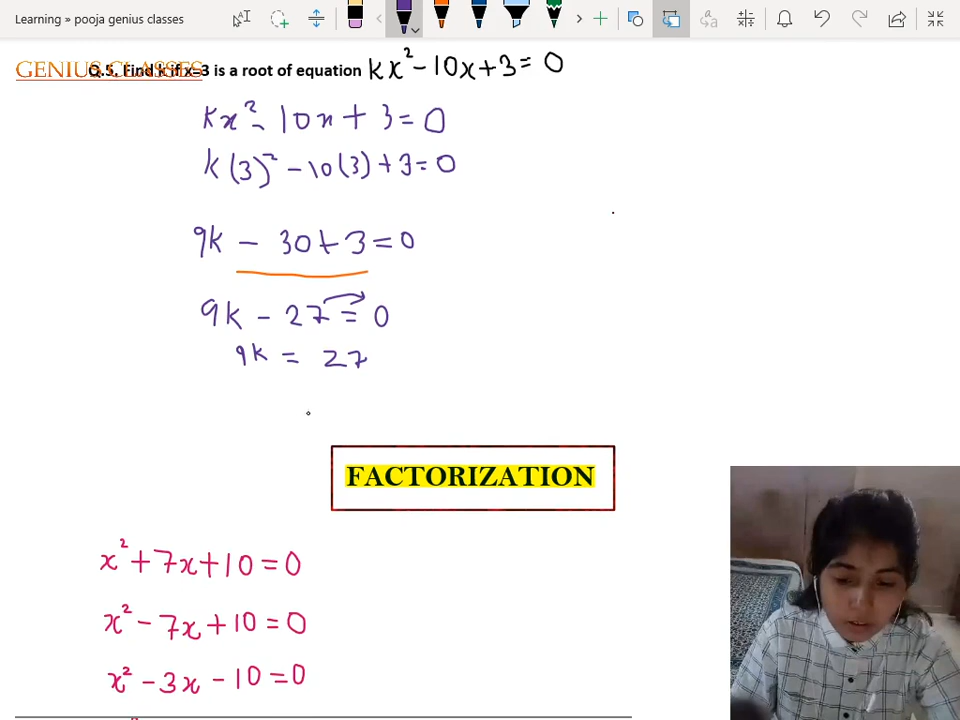 Learning » pooja genius classes
GENIUS CLASSES
Q.5. Find k if x=3 is a root of equation kx² - 10x + 3 = 0
kx² - 10x + 3 = 0
k(3)² - 10(3) + 3 = 0
9k - 30 + 3 = 0
9k - 27 = 0
9k = 27
FACTORIZATION
x² + 7x + 10 = 0
x² - 7x + 10 = 0
x² - 3x - 10 = 0